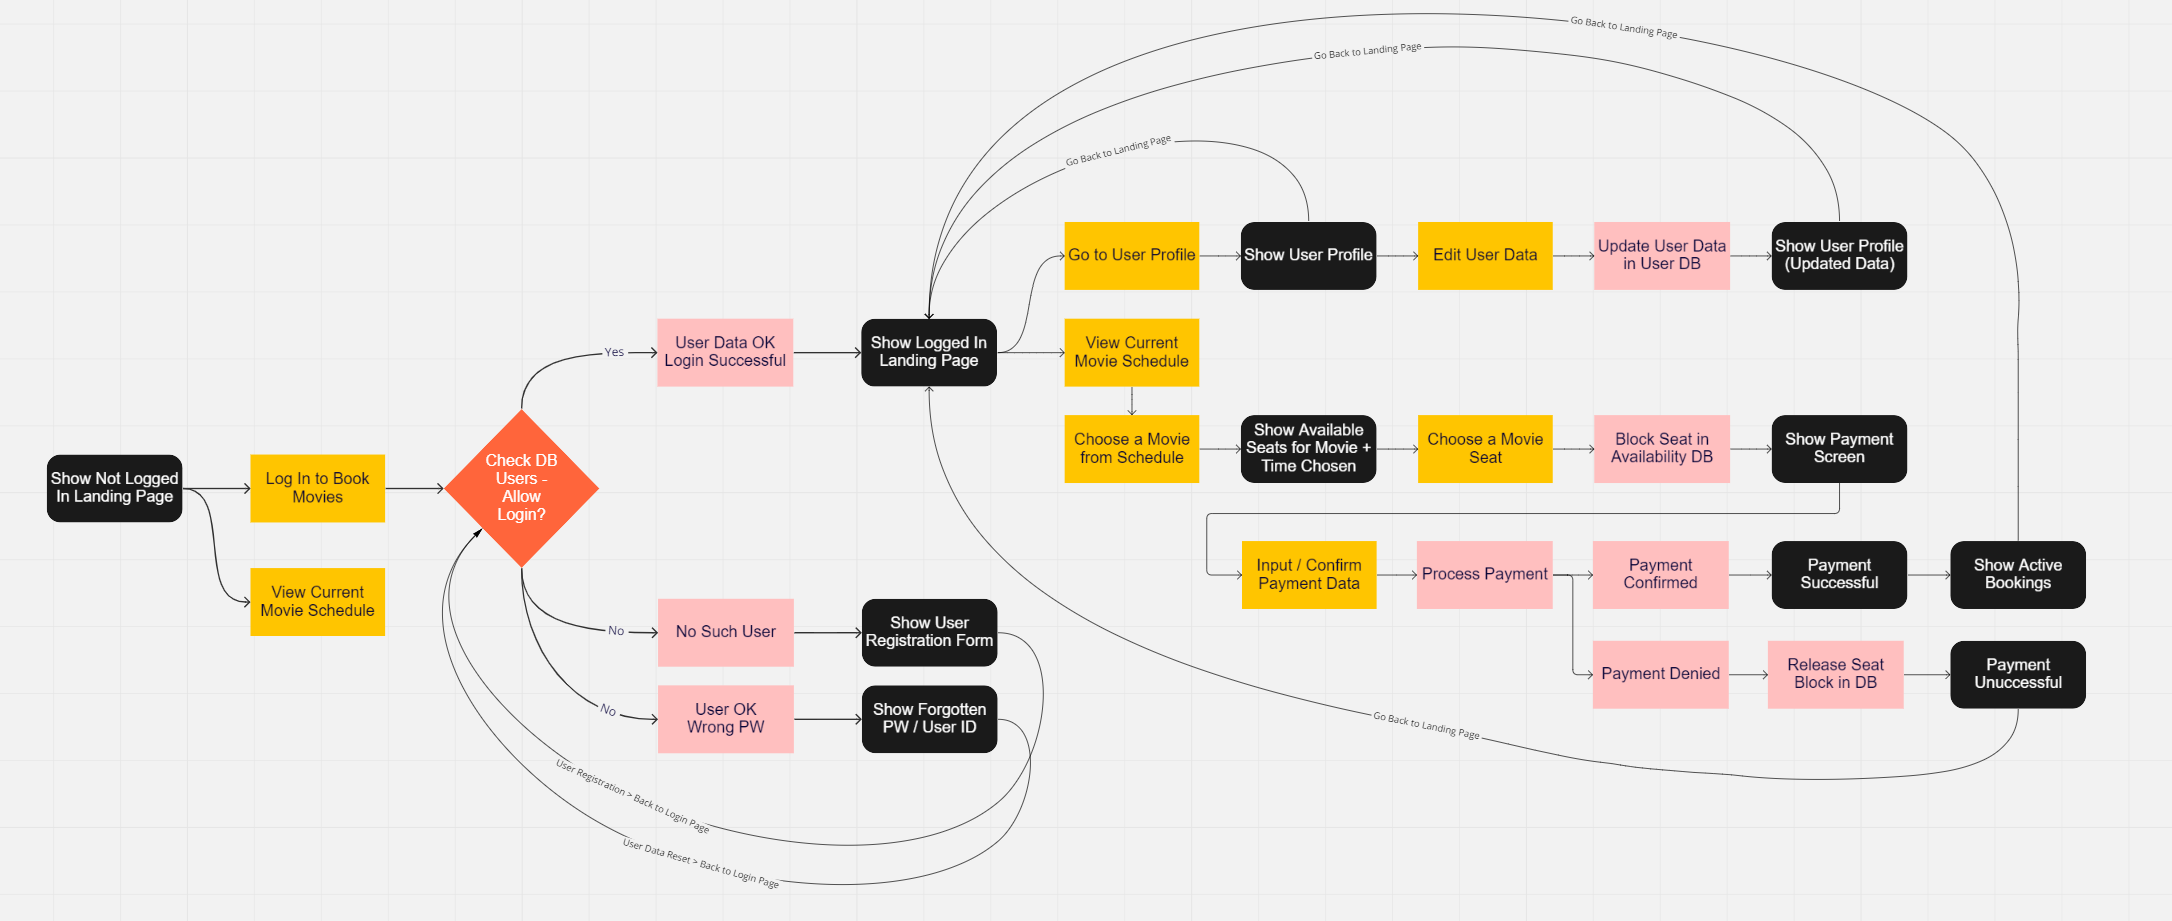 Go Back to Landing Page
Go Back to Landing Page
Go Back to Landing Page
Go to User Profile
Show User Profile
Edit User Data
Update User Data
in User DB
Show User Profile
(Updated Data)
Yes
User Data OK
Login Successful
Show Logged In
Landing Page
View Current
Movie Schedule
Choose a Movie
from Schedule
Show Available
Seats for Movie +
Time Chosen
Choose a Movie
Seat
Block Seat in
Availability DB
Show Payment
Screen
Show Not Logged
In Landing Page
Log In to Book
Movies
Check DB
Users -
Allow
Login?
View Current
Movie Schedule
Input / Confirm
Payment Data
Process Payment
Payment
Confirmed
Payment
Successful
Show Active
Bookings
No
No Such User
Show User
Registration Form
Payment Denied
Release Seat
Block in DB
Payment
Unuccessful
No
User OK
Wrong PW
Show Forgotten
PW / User ID
Go Back to Landing Page
User Registration > Back to Login Page
User Data Reset > Back to Login Page